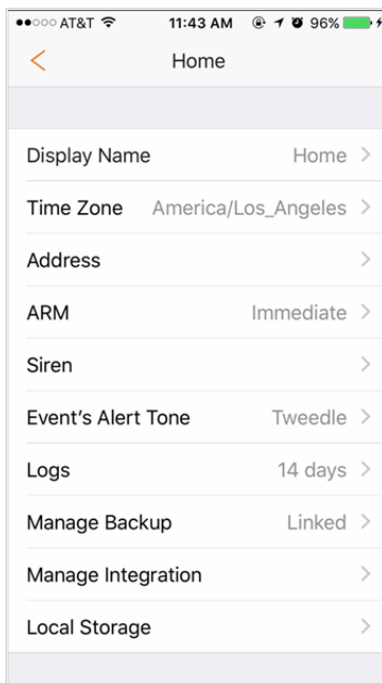 AT&T 11:43 AM 96%
Home
Display Name Home
Time Zone America/Los_Angeles
Address
ARM Immediate
Siren
Event's Alert Tone Tweedle
Logs 14 days
Manage Backup Linked
Manage Integration
Local Storage